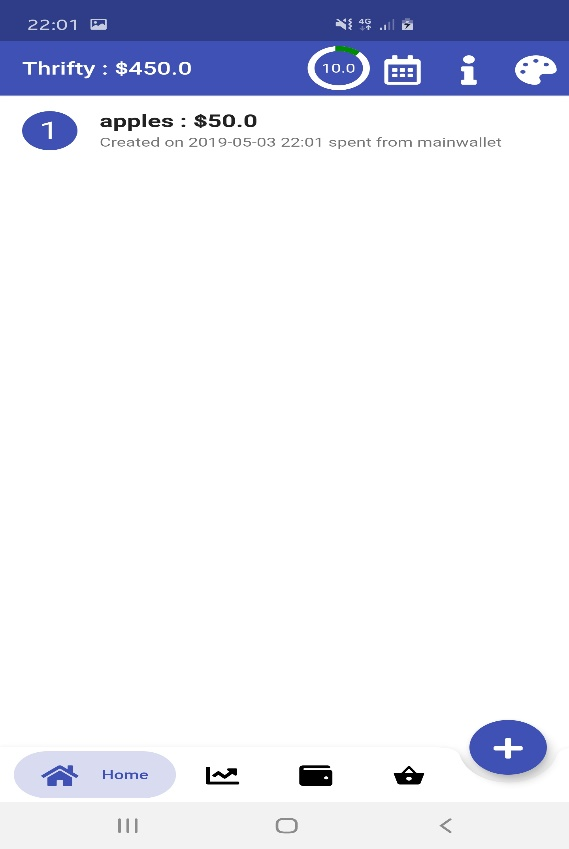 22:01 4G
Thrifty : $450.0 10.0
1 apples : $50.0
Created on 2019-05-03 22:01 spent from mainwallet
Home